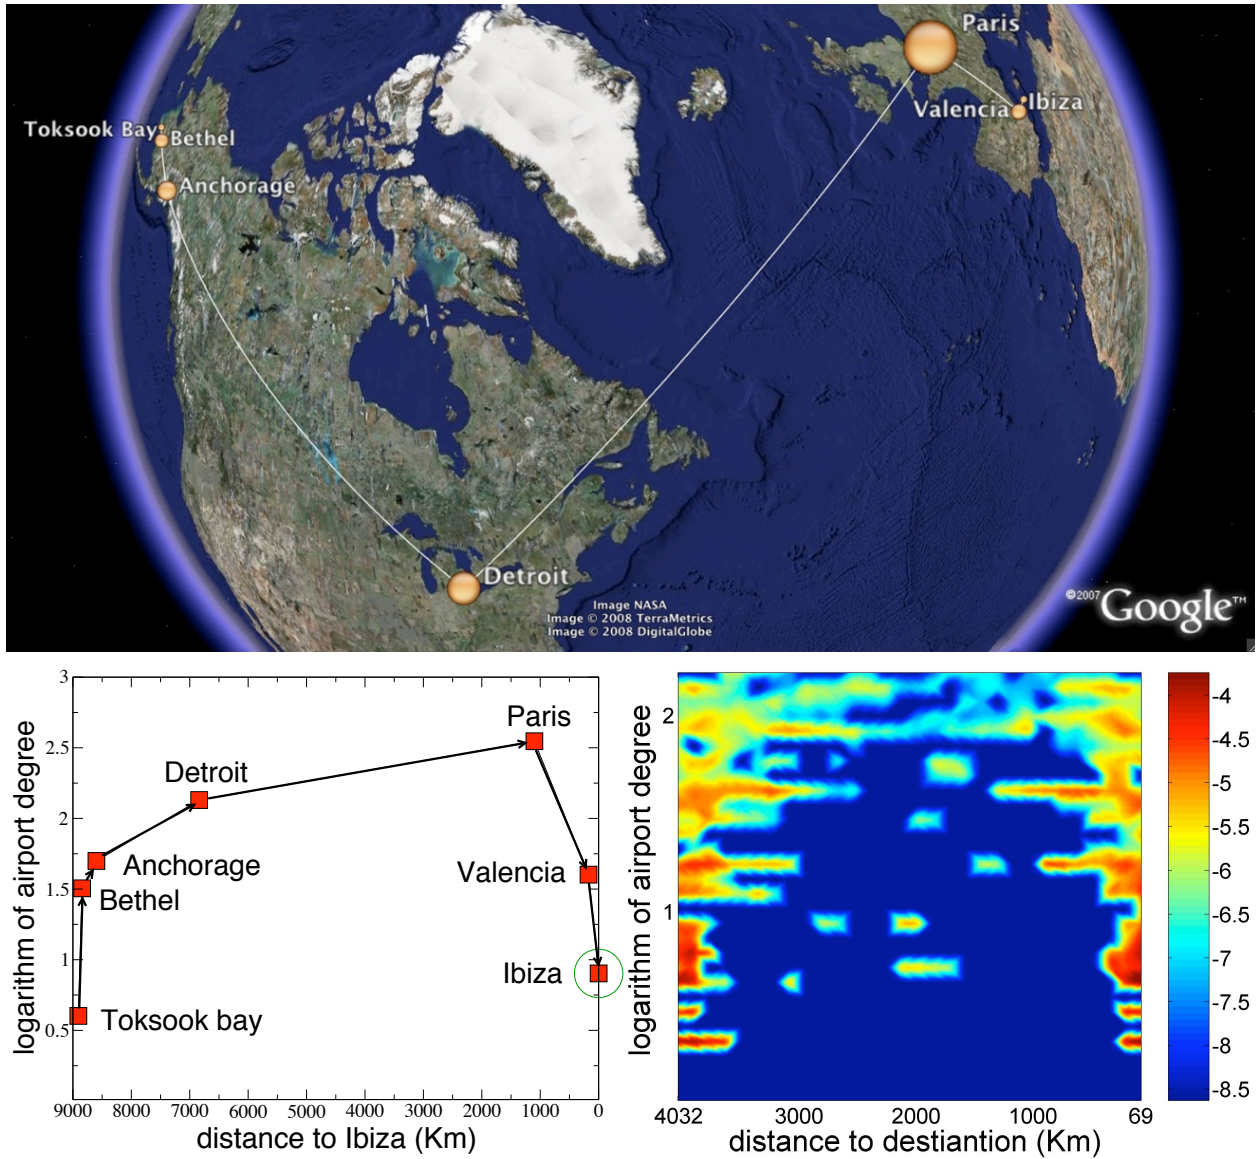 Paris
Valencia
Ibiza
Toksook Bay
Bethel
Anchorage
Detroit
Image NASA
Image © 2008 TerraMetrics
Image © 2008 DigitalGlobe
©2007 Google™
logarithm of airport degree
3
2.5
2
1.5
1
0.5
Paris
Detroit
Anchorage
Bethel
Valencia
Ibiza
Toksook bay
9000 8000 7000 6000 5000 4000 3000 2000 1000 0
distance to Ibiza (Km)
logarithm of airport degree
2
1
4032 3000 2000 1000 69
distance to destiantion (Km)
-4
-4.5
-5
-5.5
-6
-6.5
-7
-7.5
-8
-8.5